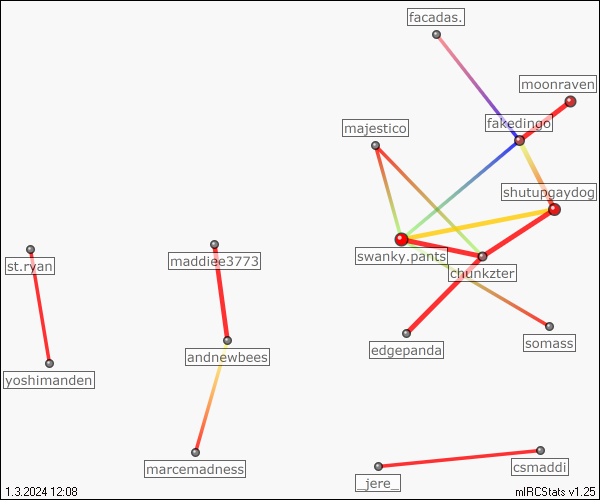 facadas.
moonraven
fakedingo
majestico
shutupgaydog
swanky.pants
chunkzter
st.ryan
maddiee3773
somass
edgepanda
andnewbees
yoshimanden
marcemadness
csmaddi
_jere_
1.3.2024 12:08
mIRCStats v1.25